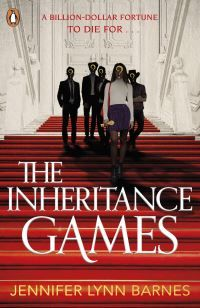 A BILLION-DOLLAR FORTUNE
TO DIE FOR . . .
THE
INHERITANCE
GAMES
JENNIFER LYNN BARNES